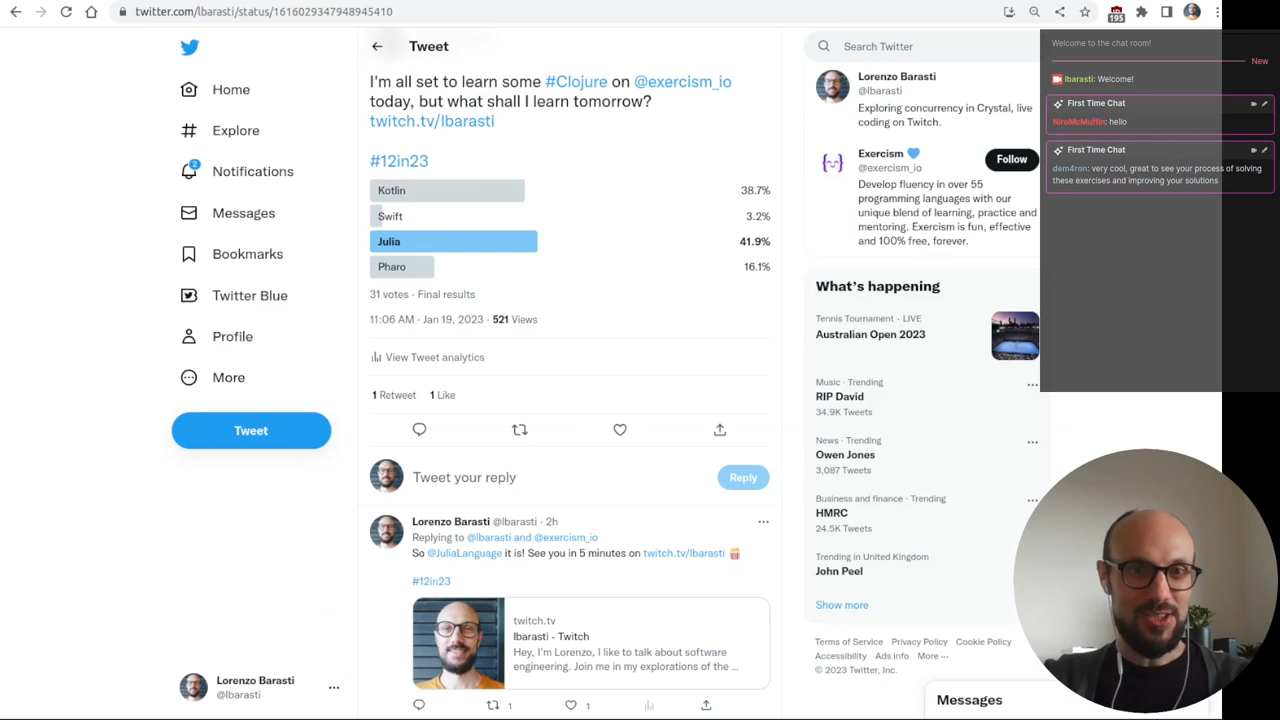 twitter.com/lbarasti/status/1616029347948945410
195
Home
Explore
2
Notifications
Messages
Bookmarks
Twitter Blue
Profile
More
Tweet
Lorenzo Barasti
@lbarasti
Tweet
I'm all set to learn some #Clojure on @exercism_io
today, but what shall I learn tomorrow?
twitch.tv/lbarasti
#12in23
Kotlin 38.7%
Swift 3.2%
Julia 41.9%
Pharo 16.1%
31 votes · Final results
11:06 AM · Jan 19, 2023 · 521 Views
View Tweet analytics
1 Retweet 1 Like
Tweet your reply
Reply
Lorenzo Barasti @lbarasti · 2h
Replying to @lbarasti and @exercism_io
So @JuliaLanguage it is! See you in 5 minutes on twitch.tv/lbarasti 🍿
#12in23
twitch.tv
lbarasti - Twitch
Hey, I'm Lorenzo, I like to talk about software
engineering. Join me in my explorations of the ...
1 1
Search Twitter
Lorenzo Barasti
@lbarasti
Exploring concurrency in Crystal, live
coding on Twitch.
Exercism 💙
@exercism_io
Follow
Develop fluency in over 55
programming languages with our
unique blend of learning, practice and
mentoring. Exercism is fun, effective
and 100% free, forever.
What's happening
Tennis Tournament · LIVE
Australian Open 2023
Music · Trending
RIP David
34.9K Tweets
News · Trending
Owen Jones
3,087 Tweets
Business and finance · Trending
HMRC
24.5K Tweets
Trending in United Kingdom
John Peel
Show more
Terms of Service Privacy Policy Cookie Policy
Accessibility Ads info More ···
© 2023 Twitter, Inc.
Messages
Welcome to the chat room!
New
lbarasti: Welcome!
First Time Chat
NiroMcMuffin: hello
First Time Chat
dem4ron: very cool, great to see your process of solving
these exercises and improving your solutions